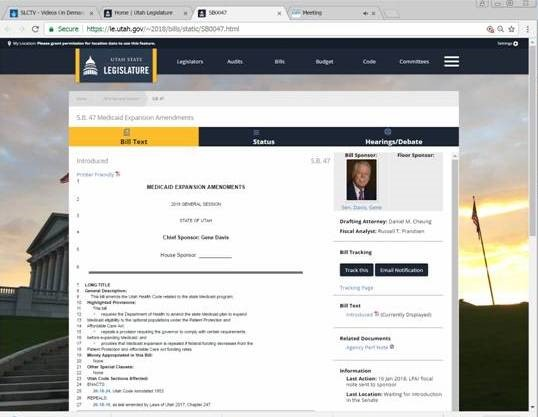 SLCTV - Videos (in Deman
Home | Utah Legislature
SB0047
Meeting
Secure
https://le.utah.gov/~2018/bills/static/SB0047.html
My Location: Please grant permission for location data to use this feature.
Settings
UTAH STATE
LEGISLATURE
Legislators
Audits
Bills
Budget
Code
Committees
S.B. 47
S.B. 47 Medicaid Expansion Amendments
Bill Text
Status
Hearings/Debate
Introduced
S.B. 47
Printer Friendly
1
MEDICAID EXPANSION AMENDMENTS
2
2018 GENERAL SESSION
3
STATE OF UTAH
4
Chief Sponsor: Gene Davis
5
House Sponsor: ____________
6
7 LONG TITLE
8 General Description:
9 This bill amends the Utah Health Code related to the state Medicaid program.
10 Highlighted Provisions:
11 This bill:
12 requires the Department of Health to amend the state Medicaid plan to expand
13 Medicaid eligibility to the optional populations under the Patient Protection and
14 Affordable Care Act;
15 repeals a provision requiring the governor to comply with certain requirements
16 before expanding Medicaid; and
17 provides that Medicaid expansion is repealed if federal funding decreases from the
18 Patient Protection and Affordable Care Act funding rates.
19 Money Appropriated in this Bill:
20 None
21 Other Special Clauses:
22 None
23 Utah Code Sections Affected:
24 ENACTS:
25 26-18-24, Utah Code Annotated 1953
26 REPEALS:
27 26-18-18, as last amended by Laws of Utah 2017, Chapter 247
Bill Sponsor:
Floor Sponsor:
Sen. Davis, Gene
Drafting Attorney: Daniel M. Cheung
Fiscal Analyst: Russell T. Frandsen
Bill Tracking
Track this
Email Notification
Tracking Page
Bill Text
Introduced
(Currently Displayed)
Related Documents
Agency Perf Note
Information
Last Action: 19 Jan 2018, LFA/ fiscal
note sent to sponsor
Last Location: Waiting for Introduction
in the Senate